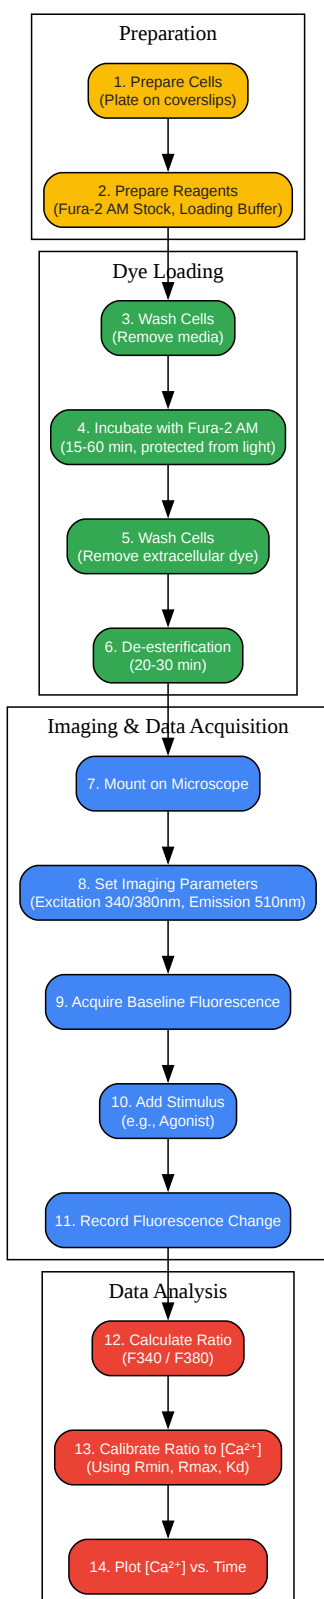 Preparation
1. Prepare Cells
(Plate on coverslips)
2. Prepare Reagents
(Fura-2 AM Stock, Loading Buffer)
Dye Loading
3. Wash Cells
(Remove media)
4. Incubate with Fura-2 AM
(15-60 min, protected from light)
5. Wash Cells
(Remove extracellular dye)
6. De-esterification
(20-30 min)
Imaging & Data Acquisition
7. Mount on Microscope
8. Set Imaging Parameters
(Excitation 340/380nm, Emission 510nm)
9. Acquire Baseline Fluorescence
10. Add Stimulus
(e.g., Agonist)
11. Record Fluorescence Change
Data Analysis
12. Calculate Ratio
(F340 / F380)
13. Calibrate Ratio to [Ca²⁺]
(Using Rmin, Rmax, Kd)
14. Plot [Ca²⁺] vs. Time